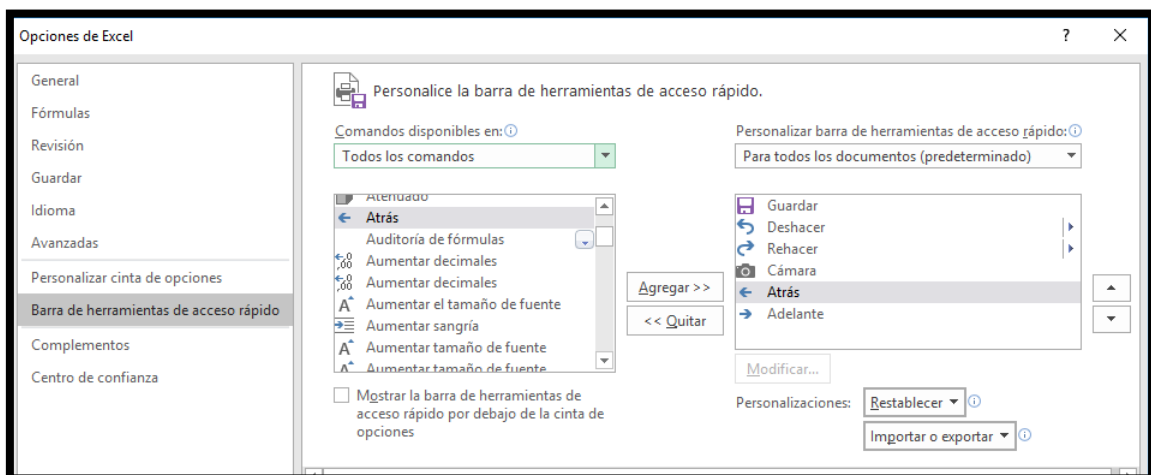 Opciones de Excel
?
General
Fórmulas
Revisión
Guardar
Idioma
Avanzadas
Personalizar cinta de opciones
Barra de herramientas de acceso rápido
Complementos
Centro de confianza
Personalice la barra de herramientas de acceso rápido.
Comandos disponibles en:
Todos los comandos
Atenuado
Atrás
Auditoría de fórmulas
Aumentar decimales
Aumentar decimales
Aumentar el tamaño de fuente
Aumentar sangría
Aumentar tamaño de fuente
Aumentar tamaño de fuente
Mostrar la barra de herramientas de
acceso rápido por debajo de la cinta de
opciones
Agregar >>
<< Quitar
Personalizar barra de herramientas de acceso rápido:
Para todos los documentos (predeterminado)
Guardar
Deshacer
Rehacer
Cámara
Atrás
Adelante
Modificar...
Personalizaciones:
Restablecer
Importar o exportar